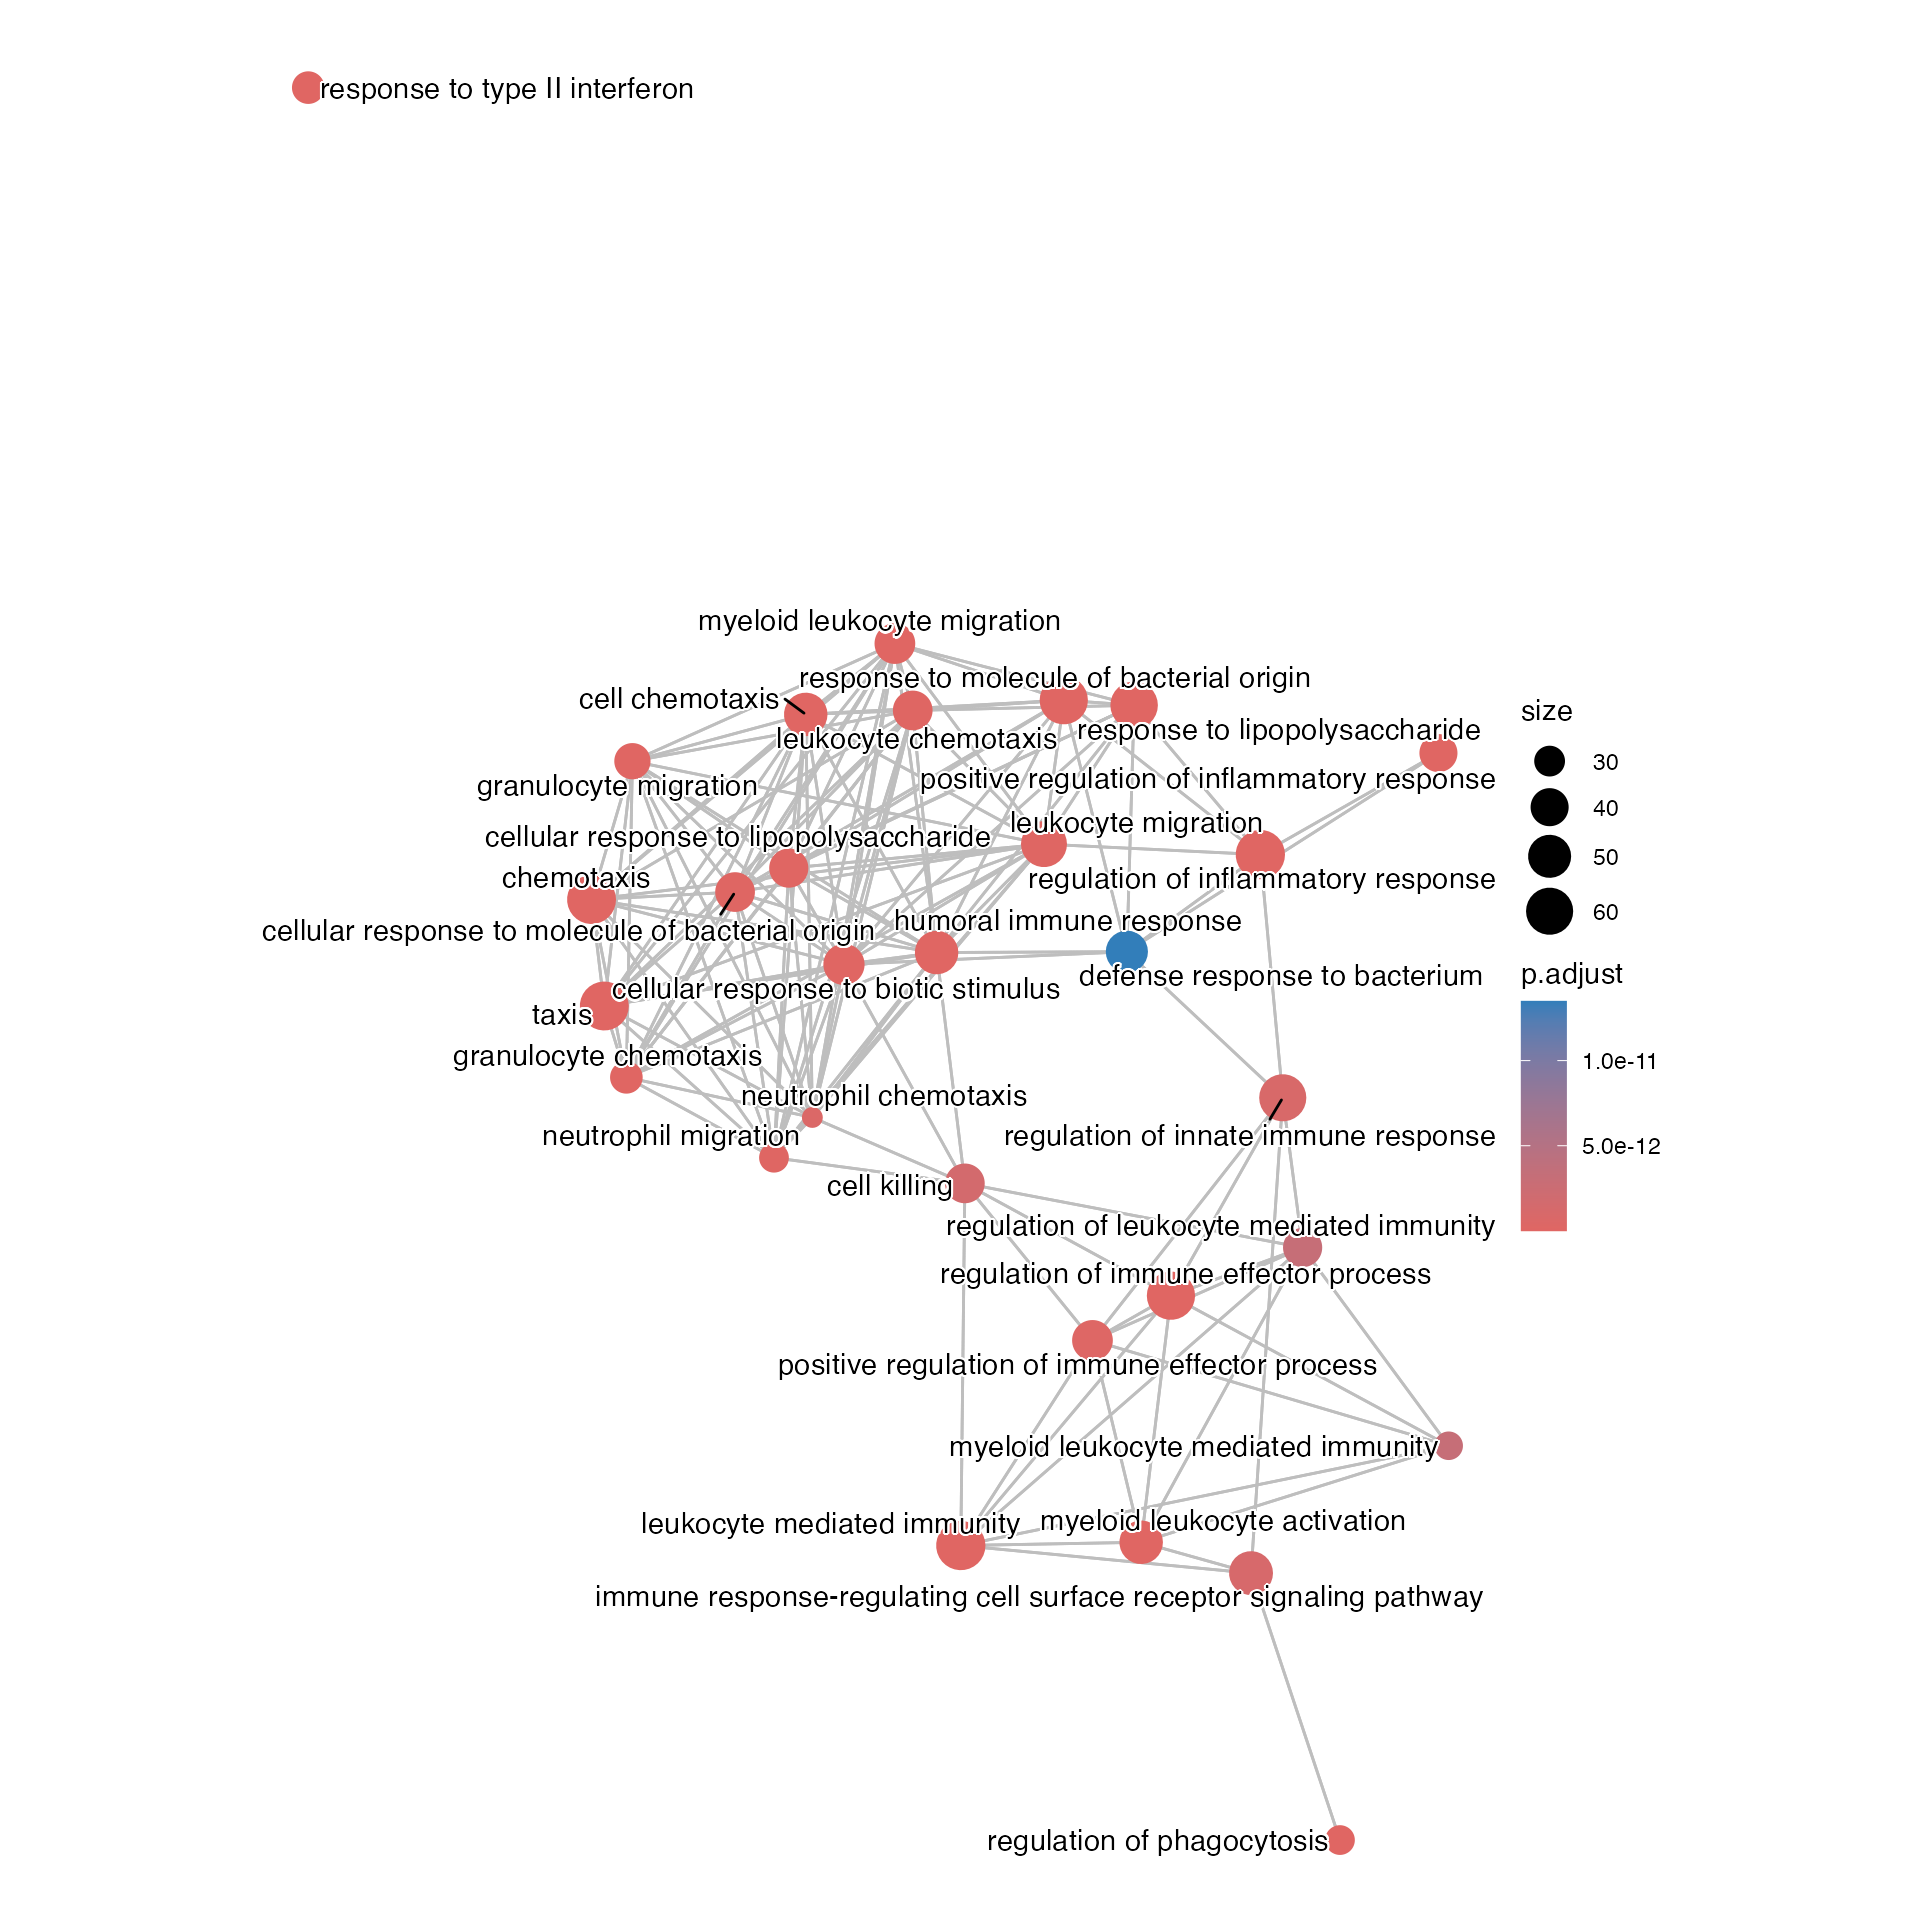 response to type II interferon
myeloid leukocyte migration
response to molecule of bacterial origin
cell chemotaxis
size
response to lipopolysaccharide
leukocyte chemotaxis
30
positive regulation of inflammatory response
granulocyte migration
40
leukocyte migration
cellular response to lipopolysaccharide
50
chemotaxis
regulation of inflammatory response
60
humoral immune response
cellular response to molecule of bacterial origin
p.adjust
defense response to bacterium
cellular response to biotic stimulus
taxis
granulocyte chemotaxis
1.0e-11
neutrophil chemotaxis
neutrophil migration
regulation of innate immune response
5.0e-12
cell killing
regulation of leukocyte mediated immunity
regulation of immune effector process
positive regulation of immune effector process
myeloid leukocyte mediated immunity
leukocyte mediated immunity
myeloid leukocyte activation
immune response-regulating cell surface receptor signaling pathway
regulation of phagocytosis